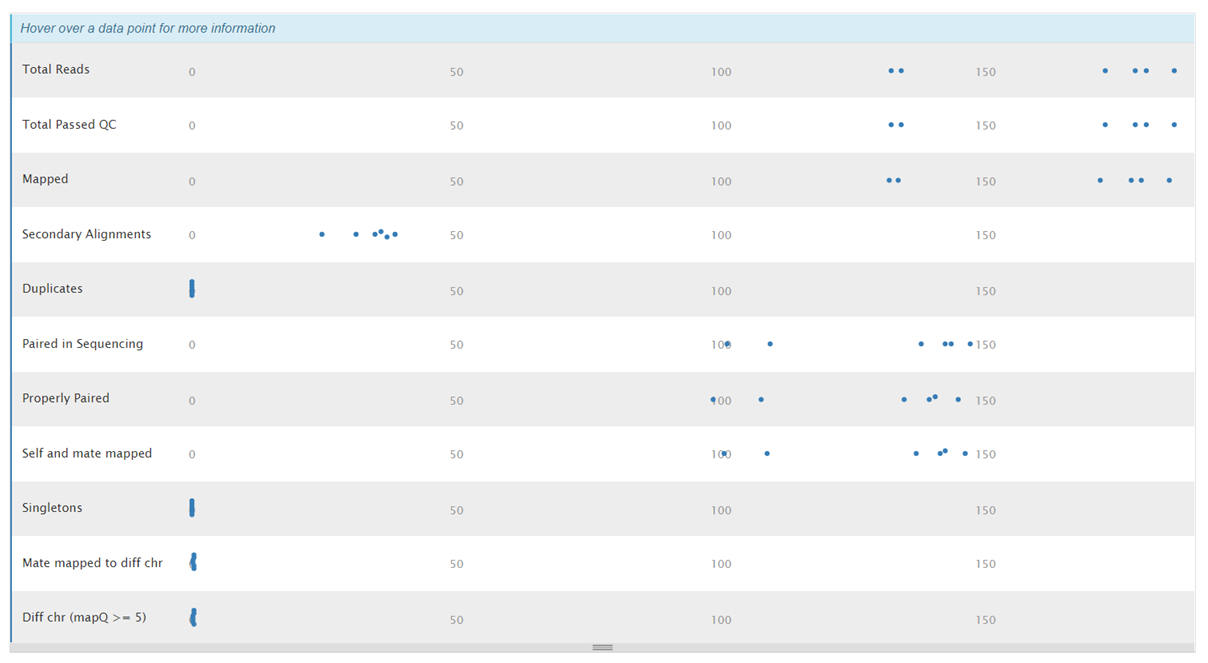 Hover over a data point for more information
Total Reads 0 50 100 150
Total Passed QC 0 50 100 150
Mapped 0 50 100 150
Secondary Alignments 0 50 100 150
Duplicates 50 100 150
Paired in Sequencing 0 50 100 150
Properly Paired 0 50 100 150
Self and mate mapped 0 50 100 150
Singletons 50 100 150
Mate mapped to diff chr 50 100 150
Diff chr (mapQ >= 5) 50 100 150